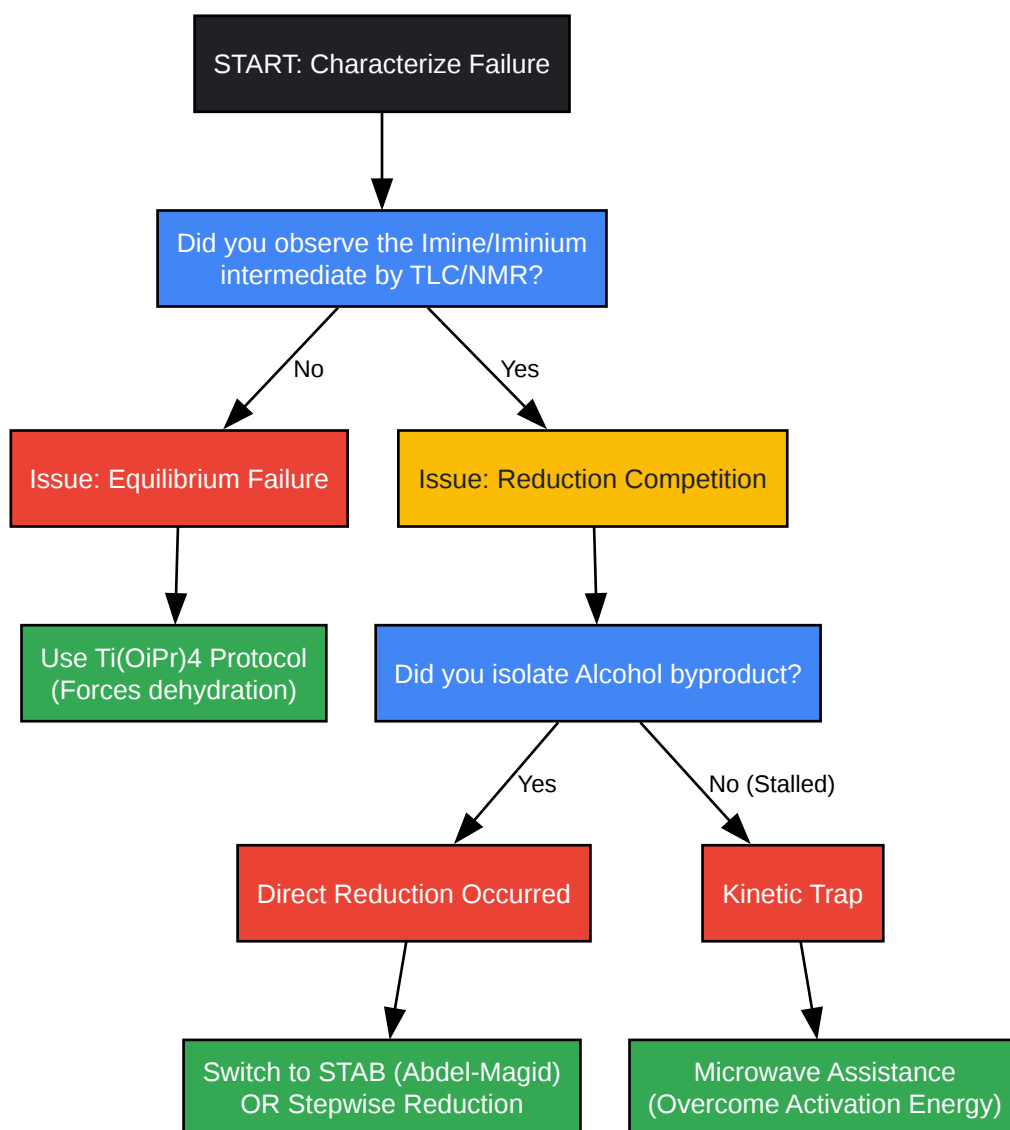 START: Characterize Failure
Did you observe the Imine/Iminium
intermediate by TLC/NMR?
No
Yes
Issue: Equilibrium Failure
Issue: Reduction Competition
Use Ti(OiPr)4 Protocol
(Forces dehydration)
Did you isolate Alcohol byproduct?
Yes
No (Stalled)
Direct Reduction Occurred
Kinetic Trap
Switch to STAB (Abdel-Magid)
OR Stepwise Reduction
Microwave Assistance
(Overcome Activation Energy)